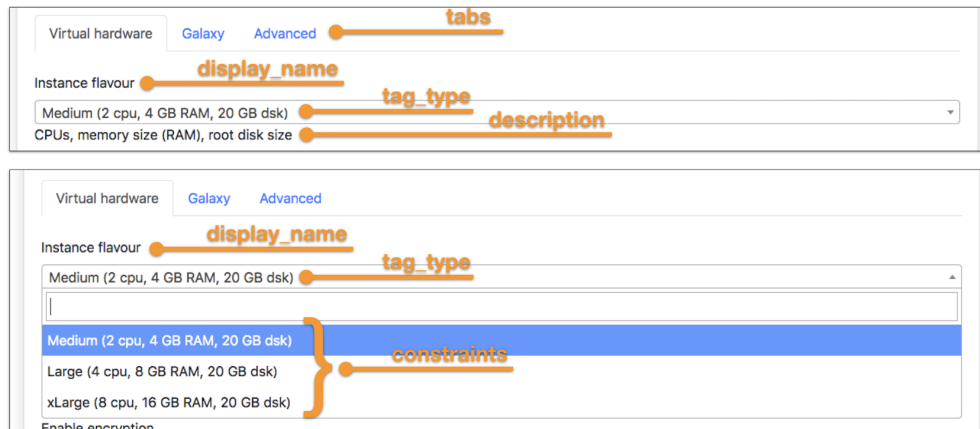 tabs
Virtual hardware Galaxy Advanced
display_name
Instance flavour
tag_type
Medium (2 cpu, 4 GB RAM, 20 GB dsk)
description
CPUs, memory size (RAM), root disk size
Virtual hardware Galaxy Advanced
display_name
Instance flavour
tag_type
Medium (2 cpu, 4 GB RAM, 20 GB dsk)
Medium (2 cpu, 4 GB RAM, 20 GB dsk)
constraints
Large (4 cpu, 8 GB RAM, 20 GB dsk)
xLarge (8 cpu, 16 GB RAM, 20 GB dsk)
Enable encryption